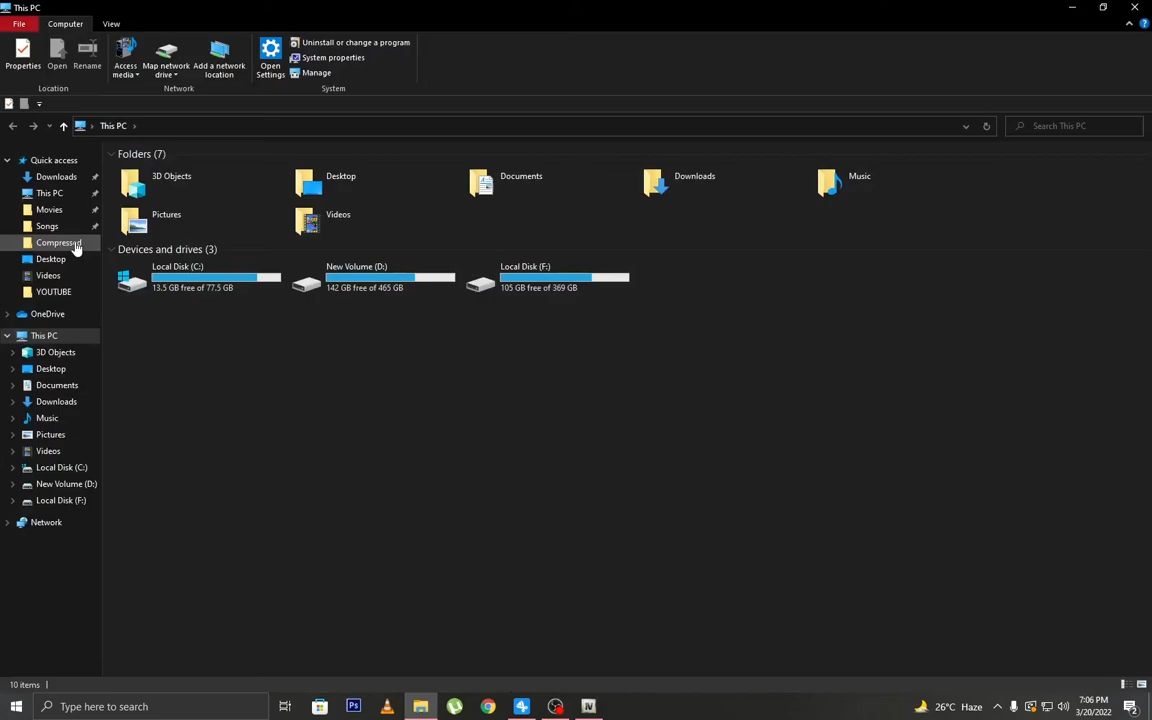 This PC
File
Computer
View
Properties
Open
Rename
Access media
Map network drive
Add a network location
Open Settings
Uninstall or change a program
System properties
Manage
Location
Network
System
This PC
Search This PC
Quick access
Downloads
This PC
Movies
Songs
Compressed
Desktop
Videos
YOUTUBE
OneDrive
This PC
3D Objects
Desktop
Documents
Downloads
Music
Pictures
Videos
Local Disk (C:)
New Volume (D:)
Local Disk (F:)
Network
Folders (7)
3D Objects
Desktop
Documents
Downloads
Music
Pictures
Videos
Devices and drives (3)
Local Disk (C:)
13.5 GB free of 77.5 GB
New Volume (D:)
142 GB free of 465 GB
Local Disk (F:)
105 GB free of 369 GB
10 items
Type here to search
Ps
IV
26°C Haze
7:06 PM
3/20/2022
2